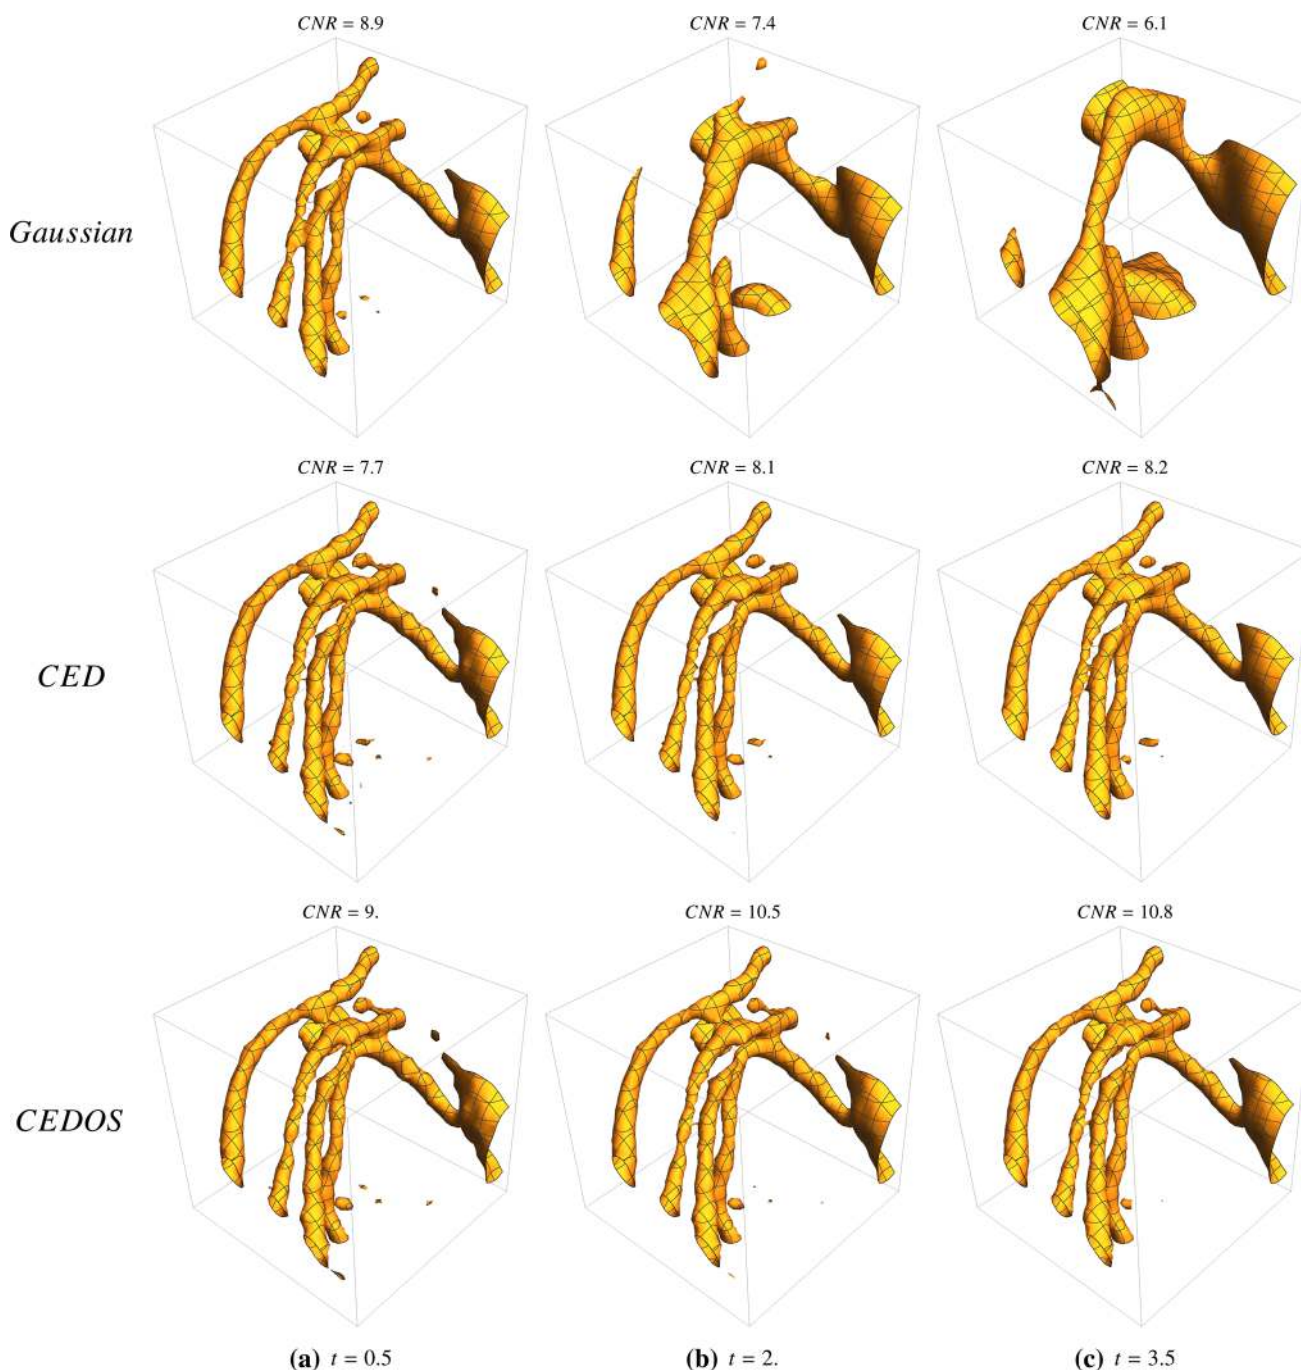 CNR = 8.9
CNR = 7.4
CNR = 6.1
Gaussian
CNR = 7.7
CNR = 8.1
CNR = 8.2
CED
CNR = 9.
CNR = 10.5
CNR = 10.8
CEDOS
(a) t = 0.5
(b) t = 2.
(c) t = 3.5